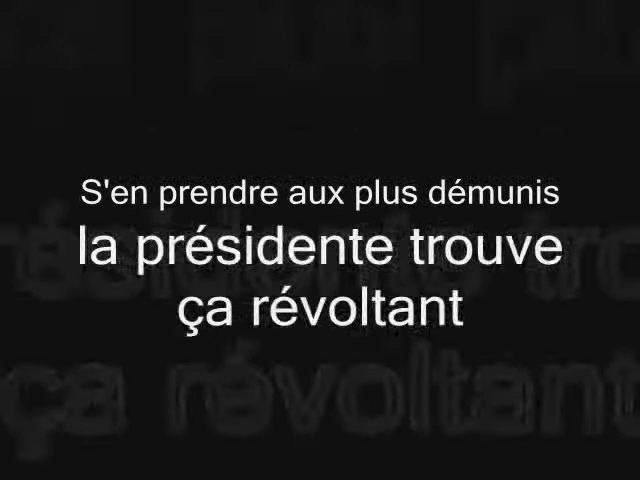 S'en prendre aux plus démunis
la présidente trouve
ça révoltant